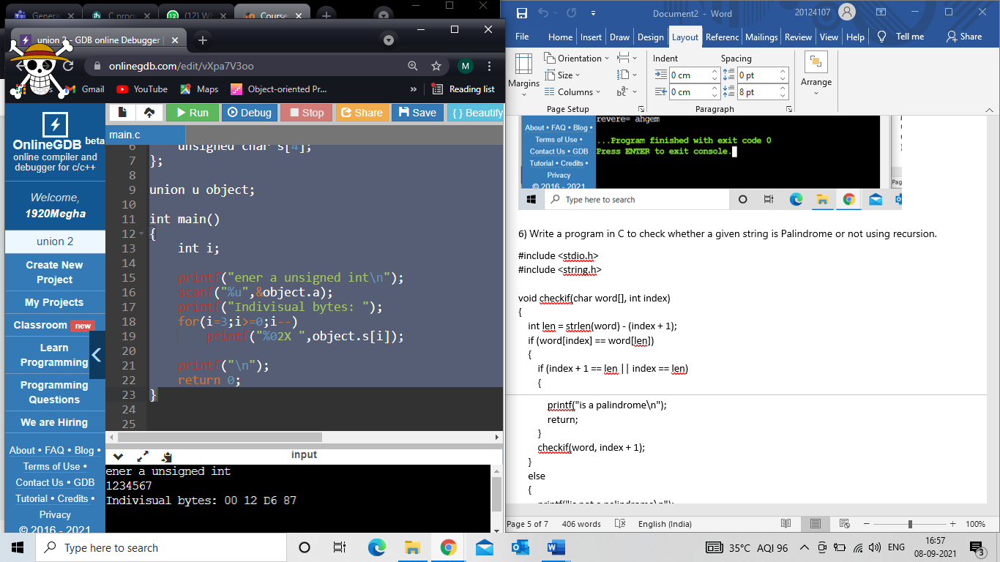 Genera
C prog
(12) W
Course
union 2 - GDB online Debugger |
onlinegdb.com/edit/vXpa7V3oo
M
Gmail
YouTube
Maps
Object-oriented Pr...
»
Reading list
Run
Debug
Stop
Share
Save
{ } Beautify
OnlineGDB beta
online compiler and
debugger for c/c++
Welcome,
1920Megha
union 2
Create New
Project
My Projects
Classroom new
Learn
Programming
Programming
Questions
We are Hiring
About • FAQ • Blog •
Terms of Use •
Contact Us • GDB
Tutorial • Credits •
Privacy
© 2016 - 2021
main.c
6 unsigned char s[4];
7 };
8
9 union u object;
10
11 int main()
12 {
13 int i;
14
15 printf("ener a unsigned int\n");
16 scanf("%u",&object.a);
17 printf("Indivisual bytes: ");
18 for(i=3;i>=0;i--)
19 printf("%02X ",object.s[i]);
20
21 printf("\n");
22 return 0;
23 }
24
25
input
ener a unsigned int
1234567
Indivisual bytes: 00 12 D6 87
Document2 - Word
20124107
File Home Insert Draw Design Layout Referenc Mailings Review View Help Tell me Share
Margins
Orientation
Size
Columns
Page Setup
Indent
Spacing
0 cm
0 pt
0 cm
8 pt
Paragraph
Arrange
revere= ahgem
...Program finished with exit code 0
Press ENTER to exit console.
About • FAQ • Blog •
Terms of Use •
Contact Us • GDB
Tutorial • Credits •
Privacy
© 2016 - 2021
Pag
Type here to search
6) Write a program in C to check whether a given string is Palindrome or not using recursion.
#include <stdio.h>
#include <string.h>
void checkif(char word[], int index)
{
int len = strlen(word) - (index + 1);
if (word[index] == word[len])
{
if (index + 1 == len || index == len)
{
printf("is a palindrome\n");
return;
}
checkif(word, index + 1);
}
else
{
printf("is not a palindrome\n");
Page 5 of 7 406 words English (India) 100%
Type here to search
35°C AQI 96
ENG
16:57
08-09-2021
3